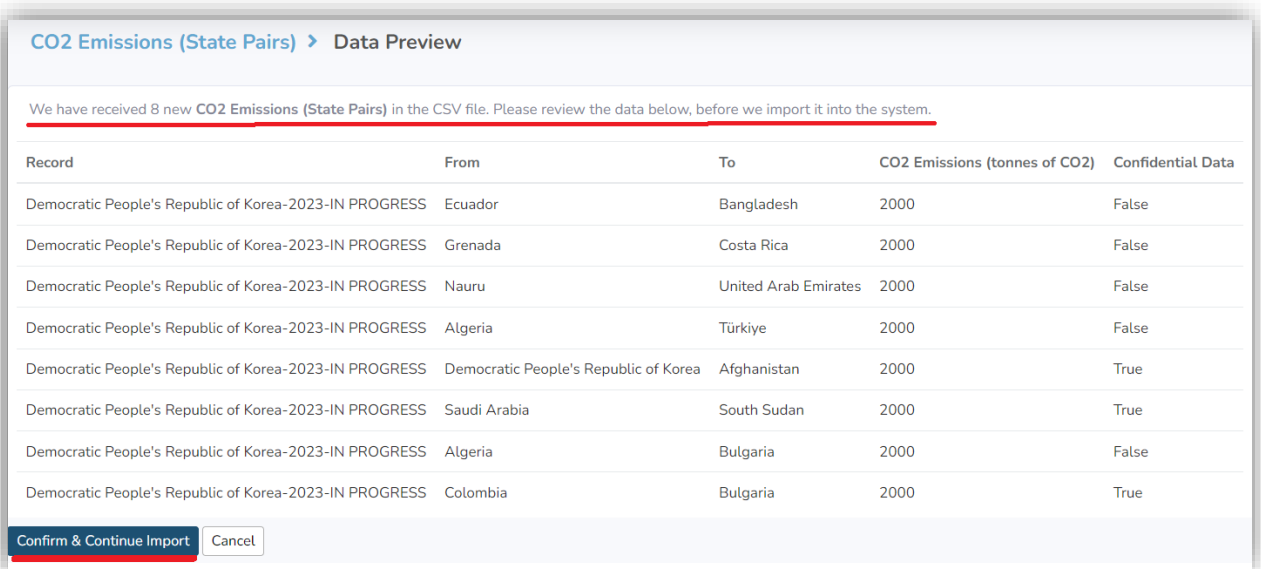 CO2 Emissions (State Pairs) > Data Preview
We have received 8 new CO2 Emissions (State Pairs) in the CSV file. Please review the data below, before we import it into the system.
Record From To CO2 Emissions (tonnes of CO2) Confidential Data
Democratic People's Republic of Korea-2023-IN PROGRESS Ecuador Bangladesh 2000 False
Democratic People's Republic of Korea-2023-IN PROGRESS Grenada Costa Rica 2000 False
Democratic People's Republic of Korea-2023-IN PROGRESS Nauru United Arab Emirates 2000 False
Democratic People's Republic of Korea-2023-IN PROGRESS Algeria Türkiye 2000 False
Democratic People's Republic of Korea-2023-IN PROGRESS Democratic People's Republic of Korea Afghanistan 2000 True
Democratic People's Republic of Korea-2023-IN PROGRESS Saudi Arabia South Sudan 2000 True
Democratic People's Republic of Korea-2023-IN PROGRESS Algeria Bulgaria 2000 False
Democratic People's Republic of Korea-2023-IN PROGRESS Colombia Bulgaria 2000 True
Confirm & Continue Import Cancel